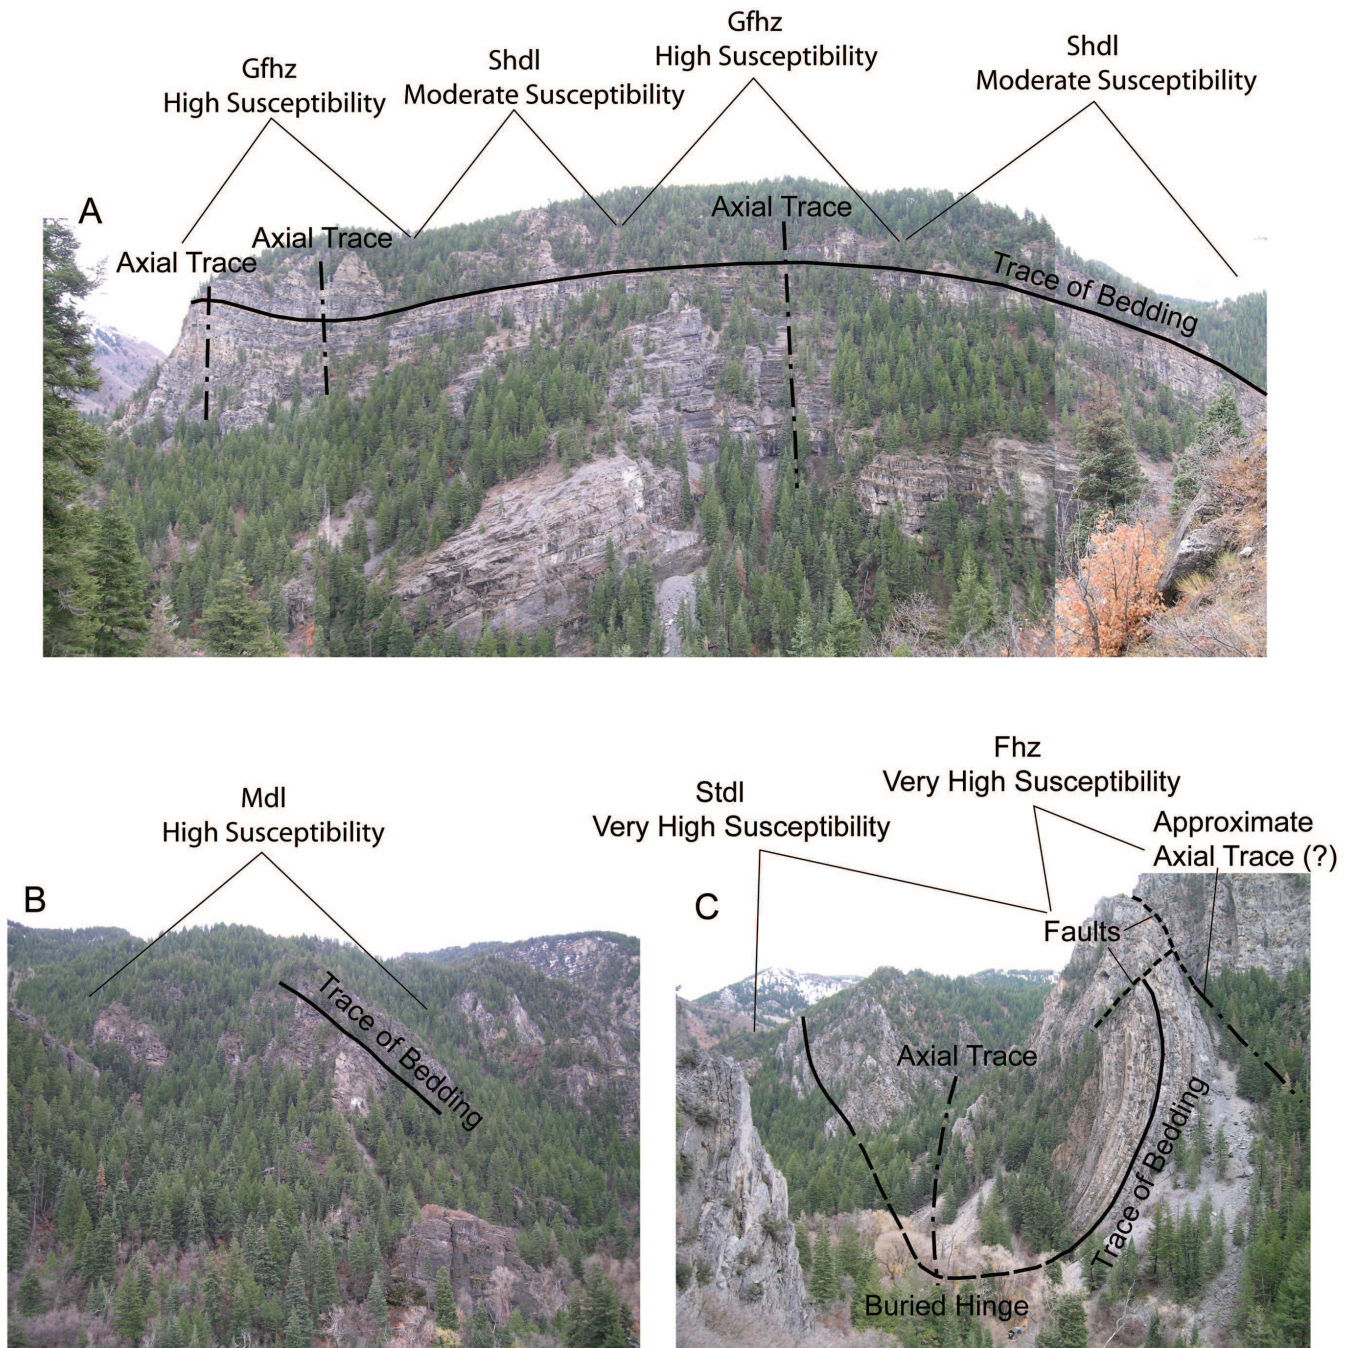 Gfhz
High Susceptibility
Shdl
Moderate Susceptibility
Gfhz
High Susceptibility
Shdl
Moderate Susceptibility
A
Axial Trace
Axial Trace
Axial Trace
Trace of Bedding
Mdl
High Susceptibility
B
Trace of Bedding
Stdl
Very High Susceptibility
Fhz
Very High Susceptibility
Approximate
Axial Trace (?)
C
Faults
Axial Trace
Trace of Bedding
Buried Hinge